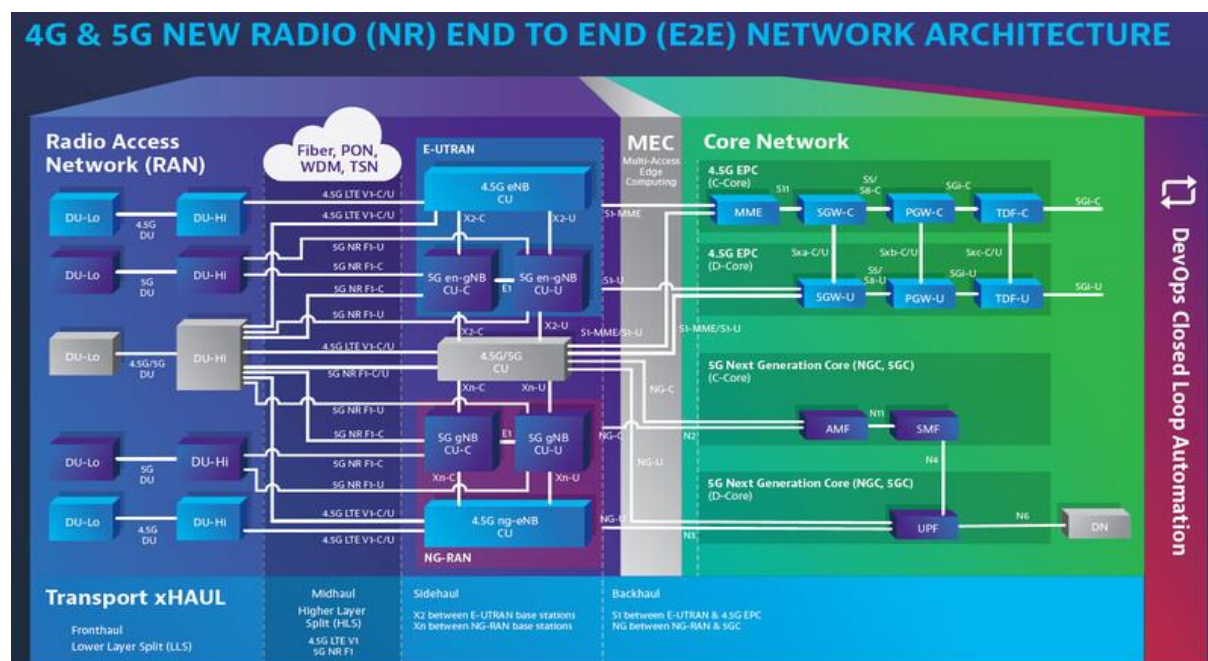 4G & 5G NEW RADIO (NR) END TO END (E2E) NETWORK ARCHITECTURE
Radio Access
Network (RAN)
Fiber, PON,
WDM, TSN
E-UTRAN
MEC
Multi-Access
Edge
Computing
Core Network
DU-Lo
4.5G
DU
DU-Hi
DU-Lo
5G
DU
DU-Hi
DU-Lo
4.5G/5G
DU
DU-Hi
DU-Lo
5G
DU
DU-Hi
DU-Lo
4.5G
DU
DU-Hi
4.5G LTE V1-C/U
4.5G LTE V1-C/U
5G NR F1-U
5G NR F1-C
5G NR F1-C
5G NR F1-U
4.5G LTE V1-C/U
5G NR F1-C/U
5G NR F1-U
5G NR F1-C
5G NR F1-C
5G NR F1-U
4.5G LTE V1-C/U
4.5G LTE V1-C/U
4.5G eNB
CU
X2-C
X2-U
5G en-gNB
CU-C
E1
5G en-gNB
CU-U
X2-C
X2-U
4.5G/5G
CU
Xn-C
Xn-U
5G gNB
CU-C
E1
5G gNB
CU-U
Xn-C
Xn-U
4.5G ng-eNB
CU
NG-RAN
S1-MME
S1-U
S1-MME/S1-U
S1-MME/S1-U
NG-C
NG-C
N2
NG-U
NG-U
N3
4.5G EPC
(C-Core)
MME
S11
SGW-C
S5/
S8-C
PGW-C
SGi-C
TDF-C
SGi-C
Sxa-C/U
Sxb-C/U
Sxc-C/U
4.5G EPC
(D-Core)
SGW-U
S5/
S8-U
PGW-U
SGi-U
TDF-U
SGi-U
5G Next Generation Core (NGC, 5GC)
(C-Core)
AMF
N11
SMF
N4
5G Next Generation Core (NGC, 5GC)
(D-Core)
UPF
N6
DN
DevOps Closed Loop Automation
Transport xHAUL
Fronthaul
Lower Layer Split (LLS)
Midhaul
Higher Layer
Split (HLS)
4.5G LTE V1
5G NR F1
Sidehaul
X2 between E-UTRAN base stations
Xn between NG-RAN base stations
Backhaul
S1 between E-UTRAN & 4.5G EPC
NG between NG-RAN & 5GC